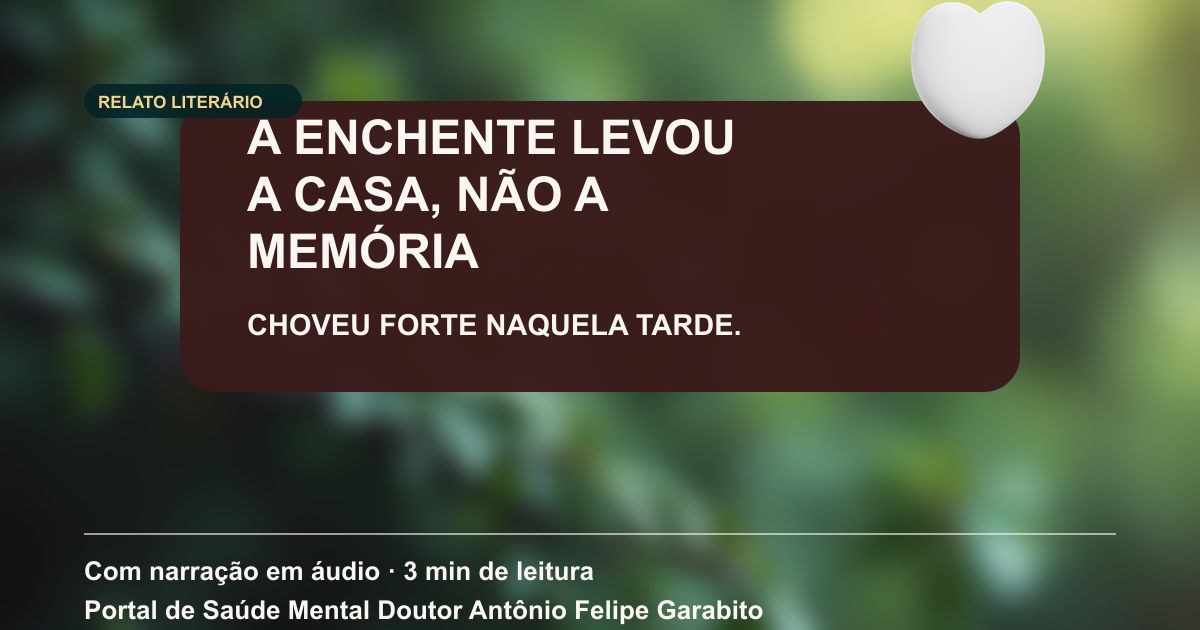 RELATO LITERÁRIO
A ENCHENTE LEVOU
A CASA, NÃO A
MEMÓRIA
CHOVEU FORTE NAQUELA TARDE.
Com narração em áudio · 3 min de leitura
Portal de Saúde Mental Doutor Antônio Felipe Garabito